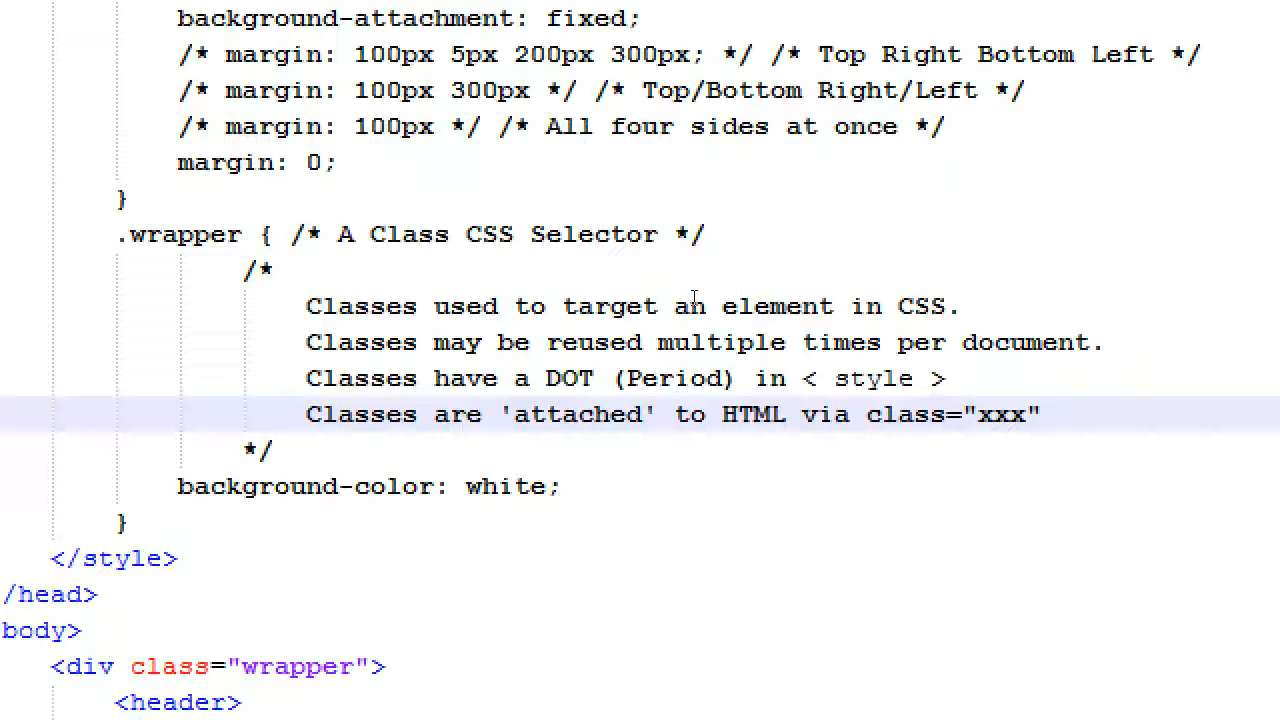 background-attachment: fixed;
/* margin: 100px 5px 200px 300px; */ /* Top Right Bottom Left */
/* margin: 100px 300px */ /* Top/Bottom Right/Left */
/* margin: 100px */ /* All four sides at once */
margin: 0;
}
.wrapper { /* A Class CSS Selector */
/*
Classes used to target an element in CSS.
Classes may be reused multiple times per document.
Classes have a DOT (Period) in < style >
Classes are 'attached' to HTML via class="xxx"
*/
background-color: white;
}
</style>
/head>
body>
<div class="wrapper">
<header>